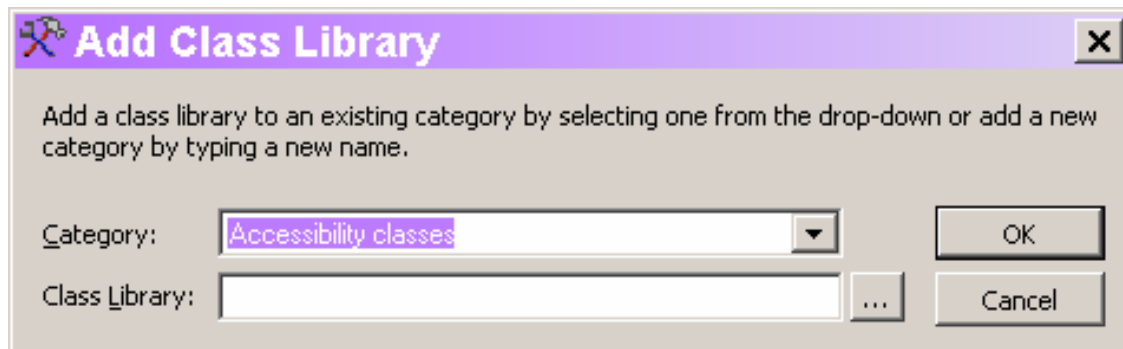 Add Class Library
Add a class library to an existing category by selecting one from the drop-down or add a new
category by typing a new name.
Category: Accessibility classes OK
Class Library: ... Cancel